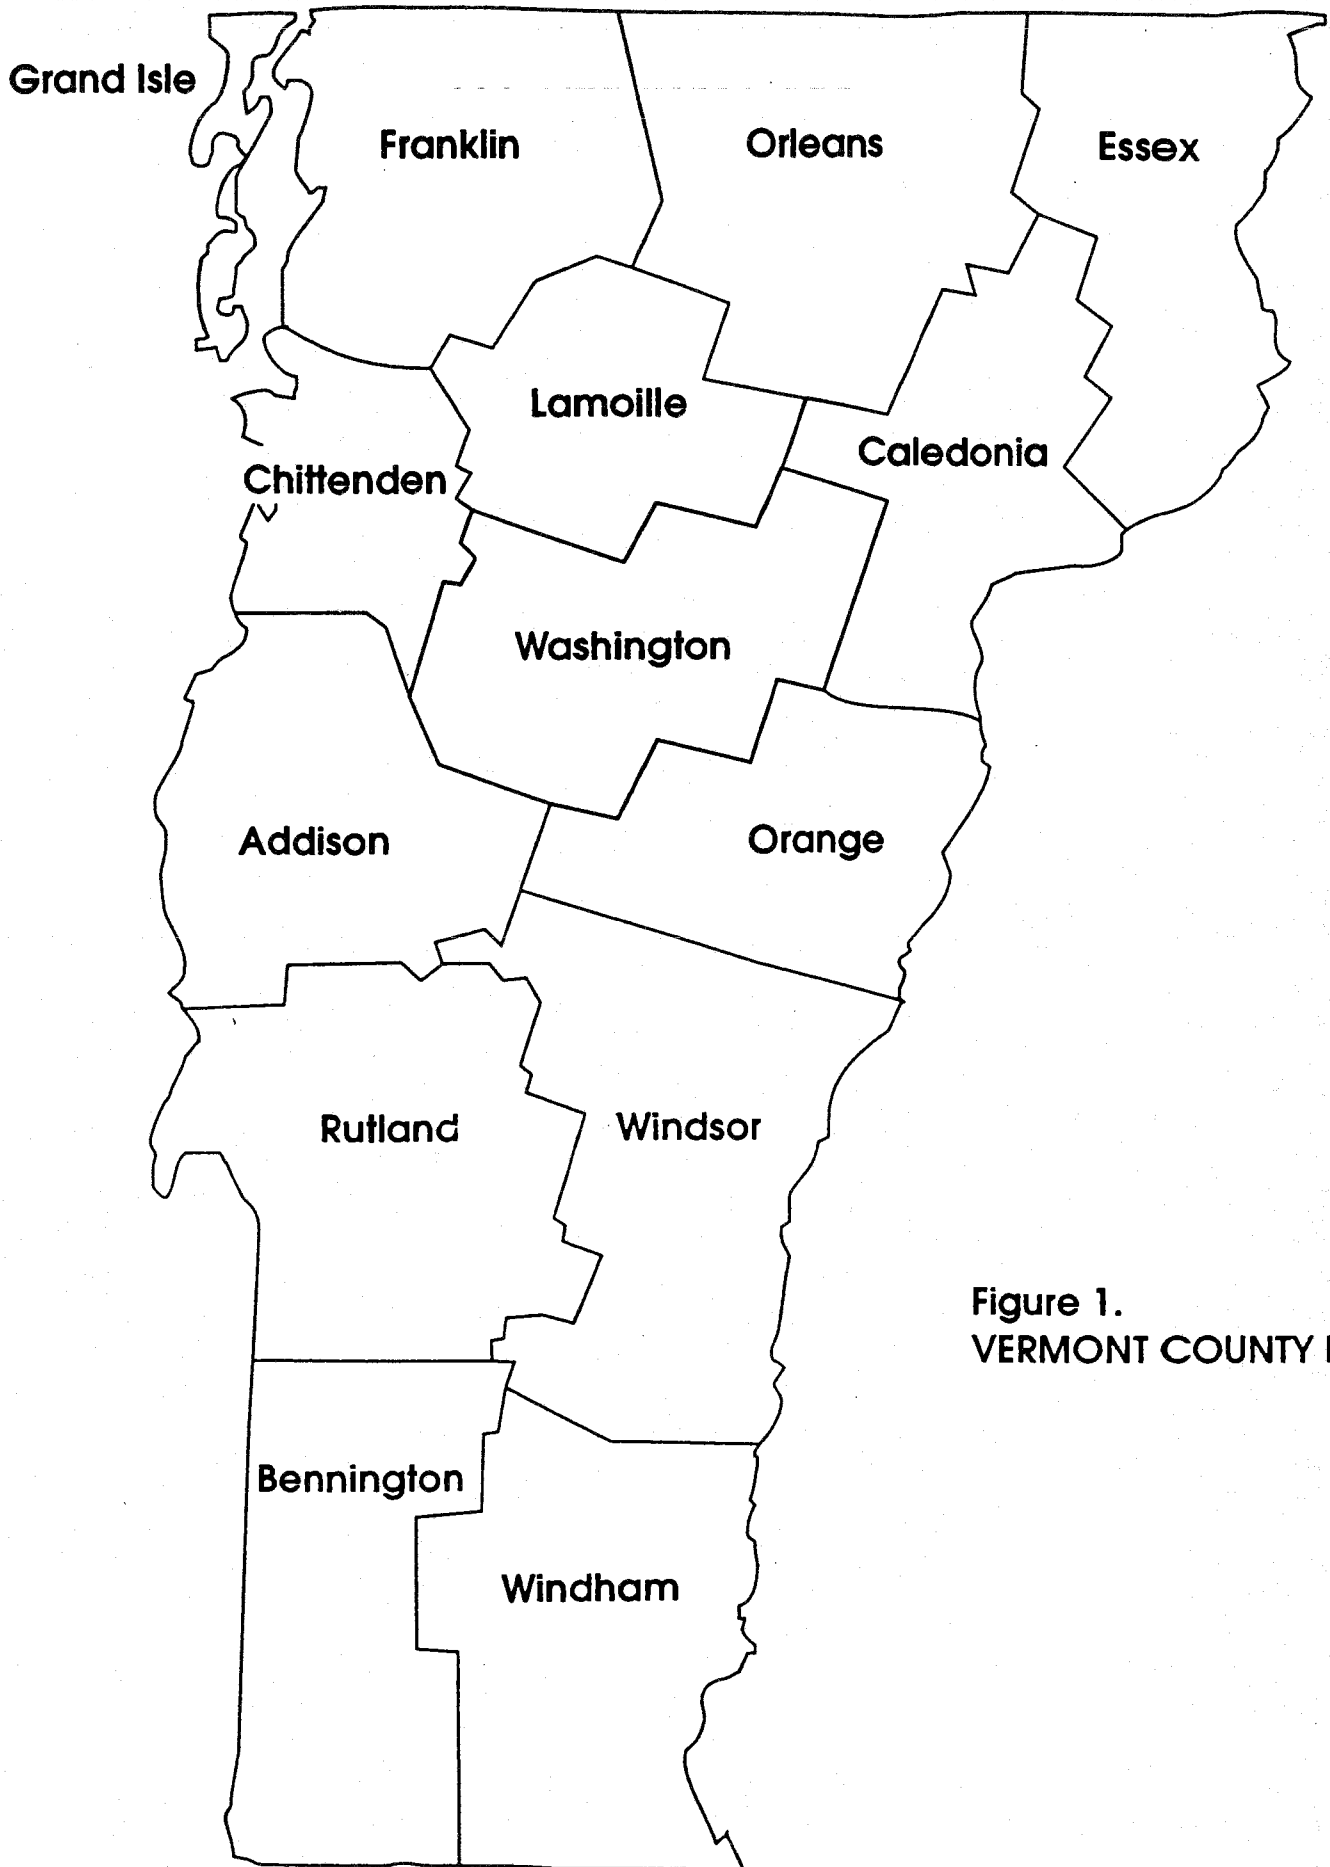 Grand Isle
Franklin
Orleans
Essex
Lamoille
Caledonia
Chittenden
Washington
Addison
Orange
Rutland
Windsor
Figure 1.
VERMONT COUNTY
Bennington
Windham